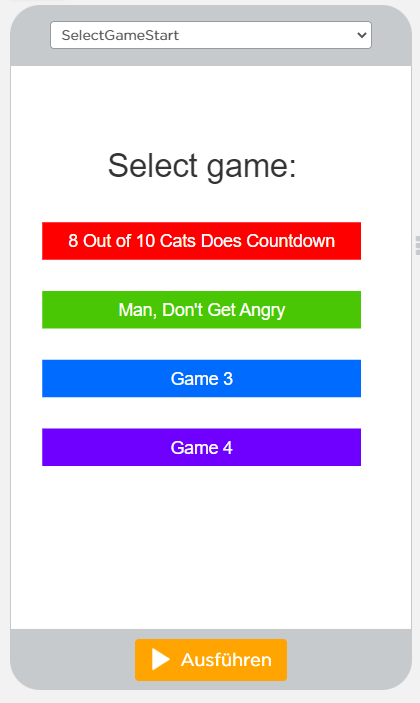 SelectGameStart
Select game:
8 Out of 10 Cats Does Countdown
Man, Don't Get Angry
Game 3
Game 4
Ausführen